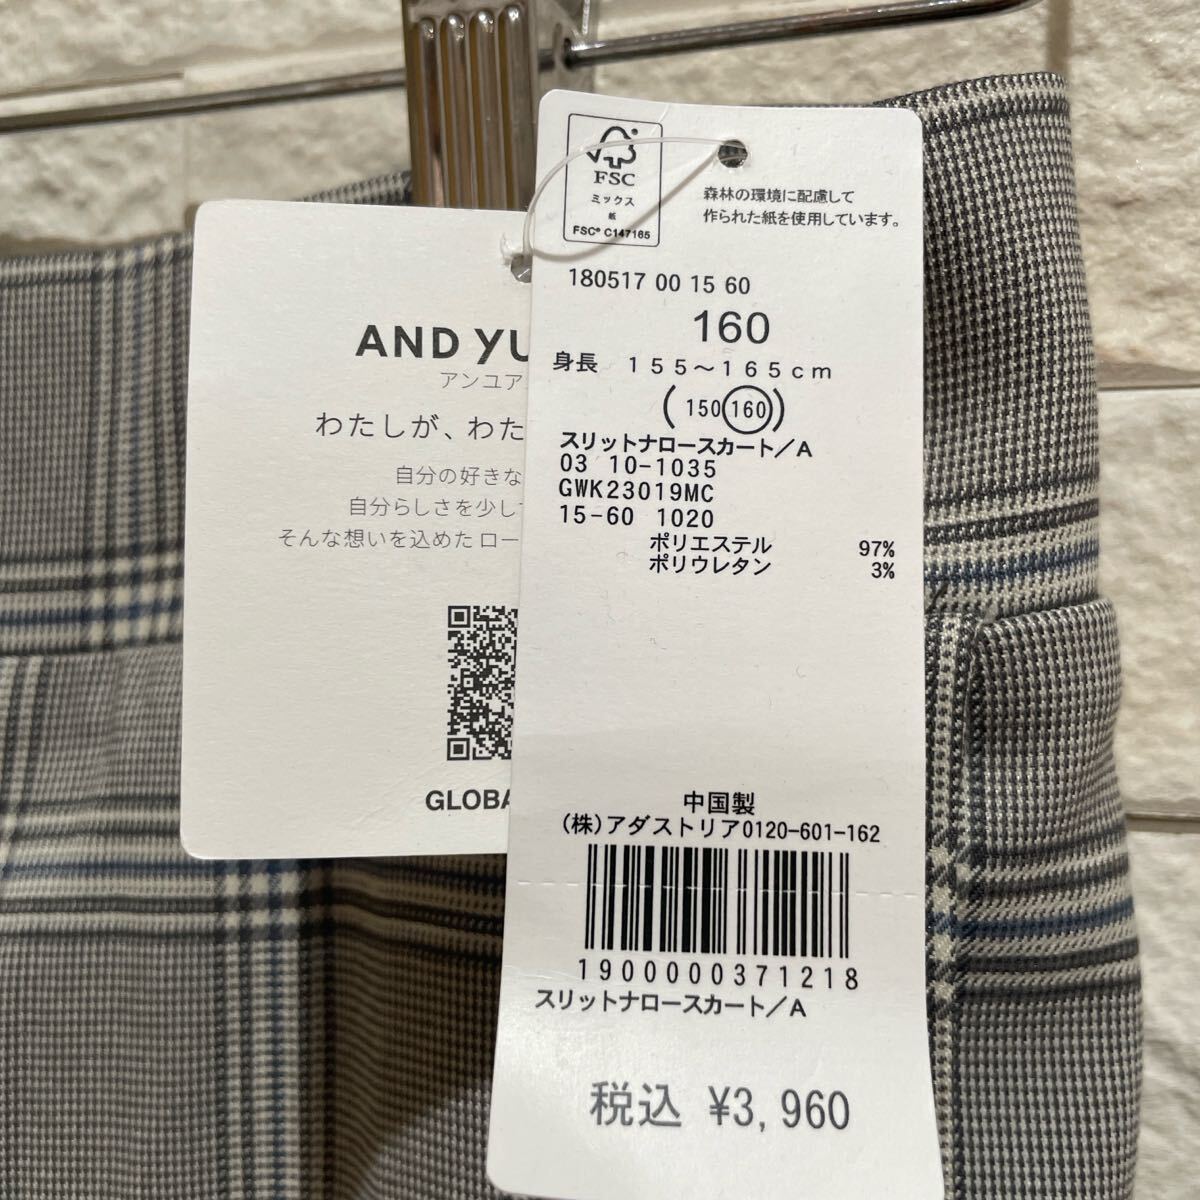 FSC
ミックス
紙
FSC® C147165
森林の環境に配慮して
作られた紙を使用しています。
180517 00 15 60
160
身長 155～165cm
(150 160)
スリットナロースカート／A
03 10-1035
GWK23019MC
15-60 1020
ポリエステル 97%
ポリウレタン 3%
中国製
(株)アダストリア0120-601-162
1900000371218
スリットナロースカート／A
税込 ¥3,960
AND YU
アンユア
わたしが、わた
自分の好きな
自分らしさを少し
そんな想いを込めた ロー
GLOBA